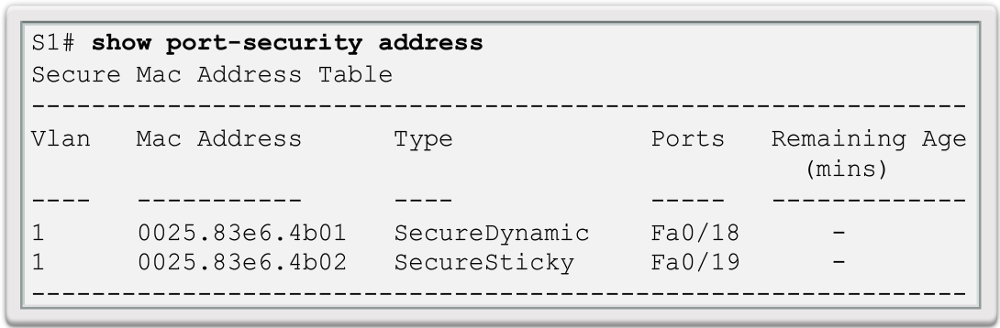 S1# show port-security address
Secure Mac Address Table
---------------------------------------------------------------
Vlan   Mac Address      Type             Ports   Remaining Age
                                                    (mins)
----   -----------      ----             -----   -------------
1      0025.83e6.4b01   SecureDynamic    Fa0/18      -
1      0025.83e6.4b02   SecureSticky     Fa0/19      -
---------------------------------------------------------------